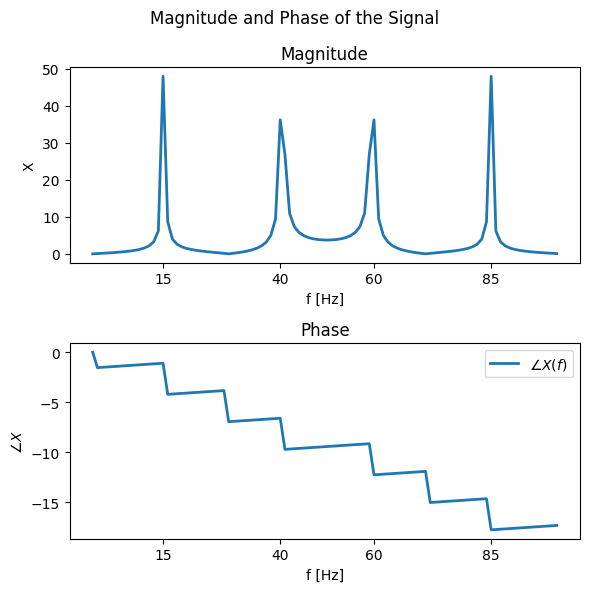 Magnitude and Phase of the Signal
Magnitude
50
40
30
20
10
0
X
15 40 60 85
f [Hz]
Phase
0
−5
−10
−15
∠X
∠X(f)
15 40 60 85
f [Hz]